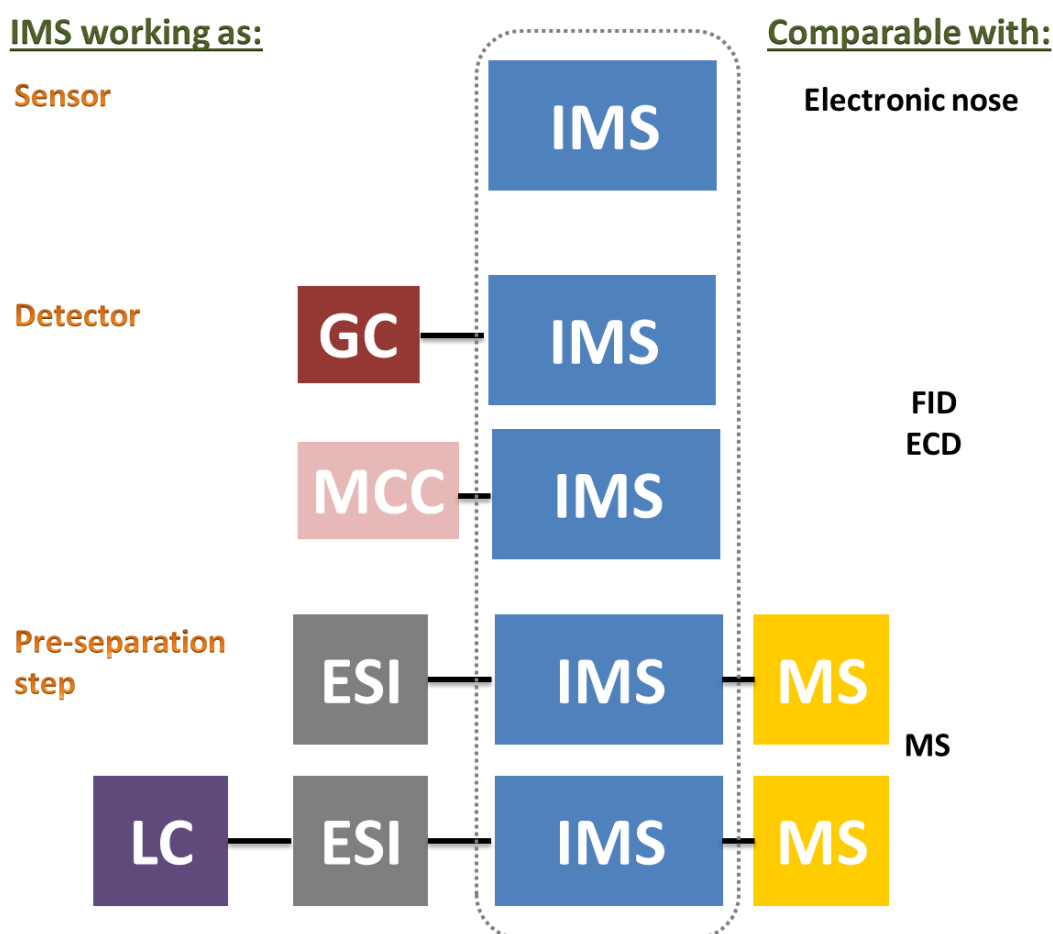 IMS working as:
Comparable with:
Sensor
IMS
Electronic nose
Detector
GC
IMS
FID
ECD
MCC
IMS
Pre-separation
step
ESI
IMS
MS
MS
LC
ESI
IMS
MS